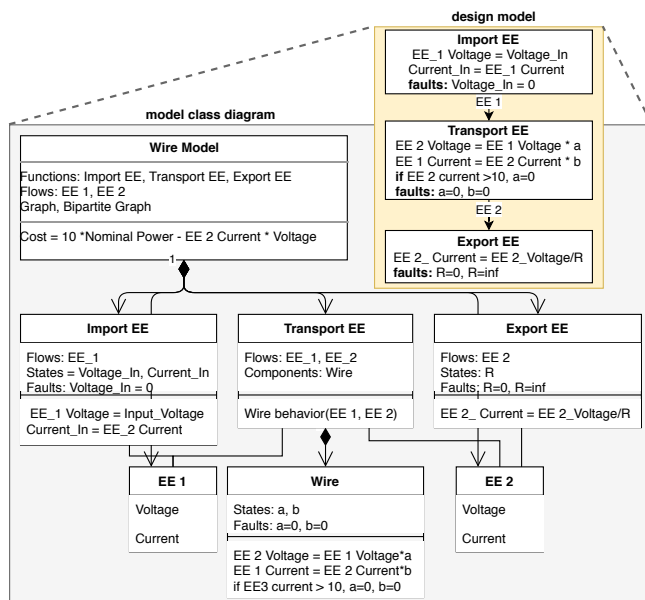 design model
Import EE
EE_1 Voltage = Voltage_In
Current_In = EE_1 Current
faults: Voltage_In = 0
EE 1
Transport EE
EE 2 Voltage = EE 1 Voltage * a
EE 1 Current = EE 2 Current * b
if EE 2 current >10, a=0
faults: a=0, b=0
EE 2
Export EE
EE 2_ Current = EE 2_Voltage/R
faults: R=0, R=inf
model class diagram
Wire Model
Functions: Import EE, Transport EE, Export EE
Flows: EE 1, EE 2
Graph, Bipartite Graph
Cost = 10 *Nominal Power - EE 2 Current * Voltage
1
Import EE
Flows: EE_1
States = Voltage_In, Current_In
Faults: Voltage_In = 0
EE_1 Voltage = Input_Voltage
Current_In = EE_2 Current
Transport EE
Flows: EE_1, EE_2
Components: Wire
Wire behavior(EE 1, EE 2)
Export EE
Flows: EE 2
States: R
Faults: R=0, R=inf
EE 2_ Current = EE 2_Voltage/R
EE 1
Voltage
Current
Wire
States: a, b
Faults: a=0, b=0
EE 2 Voltage = EE 1 Voltage*a
EE 1 Current = EE 2 Current*b
if EE3 current > 10, a=0, b=0
EE 2
Voltage
Current